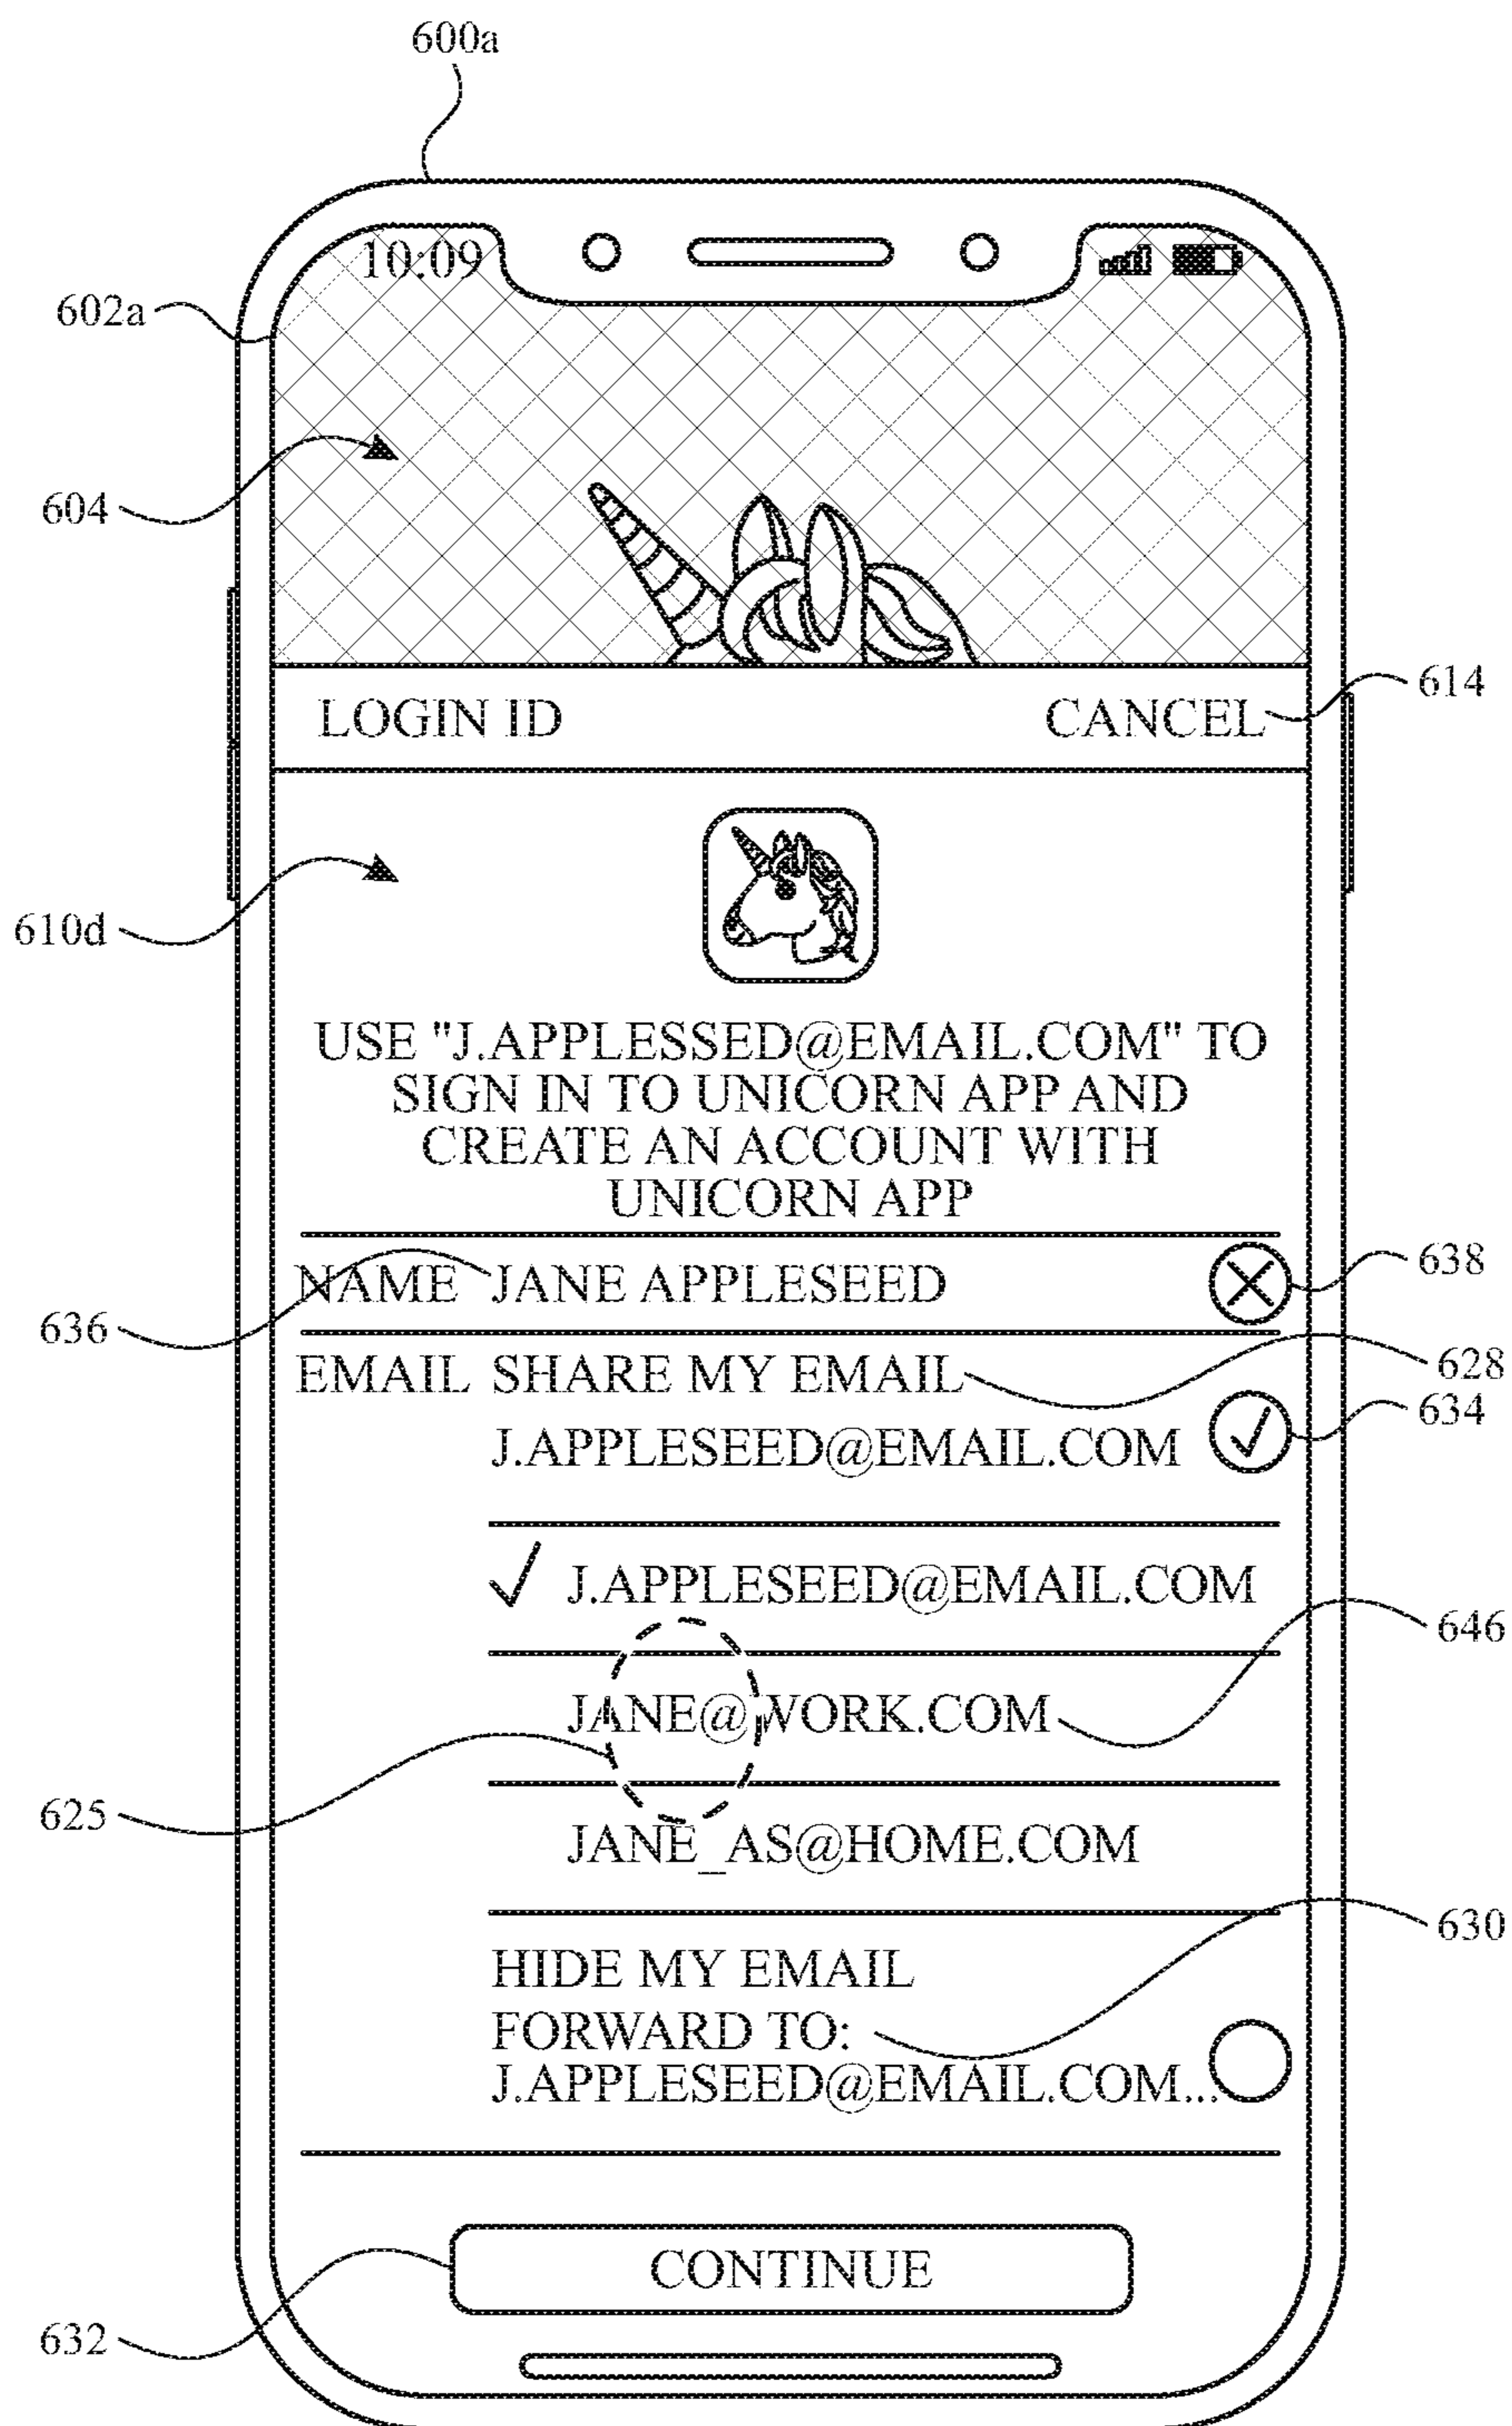 600a
10:09
602a
604
LOGIN ID CANCEL
614
610d
USE "J.APPLESSED@EMAIL.COM" TO
SIGN IN TO UNICORN APP AND
CREATE AN ACCOUNT WITH
UNICORN APP
NAME JANE APPLESEED
638
636
EMAIL SHARE MY EMAIL
628
J.APPLESEED@EMAIL.COM
634
J.APPLESEED@EMAIL.COM
646
JANE@WORK.COM
625
JANE_AS@HOME.COM
630
HIDE MY EMAIL
FORWARD TO:
J.APPLESEED@EMAIL.COM...
CONTINUE
632